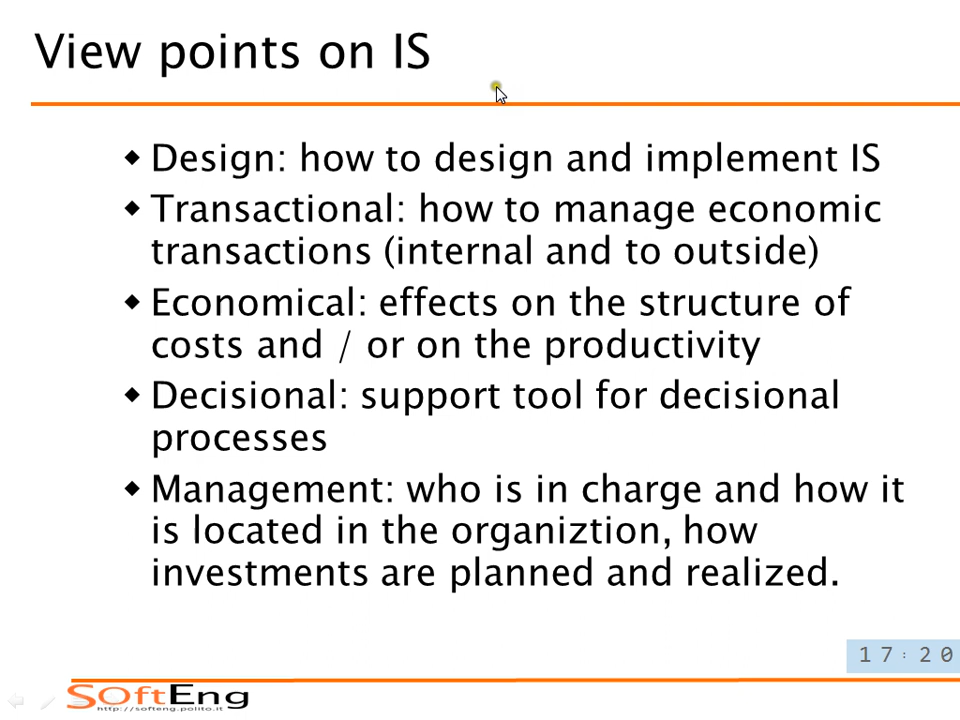 View points on IS
◆ Design: how to design and implement IS
◆ Transactional: how to manage economic
transactions (internal and to outside)
◆ Economical: effects on the structure of
costs and / or on the productivity
◆ Decisional: support tool for decisional
processes
◆ Management: who is in charge and how it
is located in the organiztion, how
investments are planned and realized.
17:20
SoftEng
http://softeng.polito.it